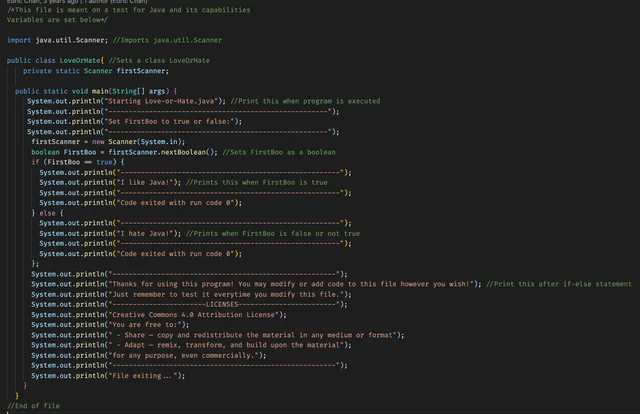 Edric Chan, 3 years ago | 1 author (Edric Chan)
/*This file is meant on a test for Java and its capabilities
Variables are set below*/
import java.util.Scanner; //Imports java.util.Scanner
public class LoveOrHate{ //Sets a class LoveOrHate
private static Scanner firstScanner;
public static void main(String[] args) {
System.out.println("Starting Love-or-Hate.java"); //Print this when program is executed
System.out.println("------------------------------------------------------");
System.out.println("Set FirstBoo to true or false:");
System.out.println("------------------------------------------------------");
firstScanner = new Scanner(System.in);
boolean FirstBoo = firstScanner.nextBoolean(); //Sets FirstBoo as a boolean
if (FirstBoo == true) {
System.out.println("------------------------------------------------------");
System.out.println("I like Java!"); //Prints this when FirstBoo is true
System.out.println("------------------------------------------------------");
System.out.println("Code exited with run code 0");
} else {
System.out.println("------------------------------------------------------");
System.out.println("I hate Java!"); //Prints when FirstBoo is false or not true
System.out.println("------------------------------------------------------");
System.out.println("Code exited with run code 0");
};
System.out.println("-------------------------------------------------------");
System.out.println("Thanks for using this program! You may modify or add code to this file however you wish!"); //Print this after if-else statement
System.out.println("Just remember to test it everytime you modify this file.");
System.out.println("-----------------------LICENSES------------------------");
System.out.println("Creative Commons 4.0 Attribution License");
System.out.println("You are free to:");
System.out.println(" - Share — copy and redistribute the material in any medium or format");
System.out.println(" - Adapt — remix, transform, and build upon the material");
System.out.println("for any purpose, even commercially.");
System.out.println("-------------------------------------------------------");
System.out.println("File exiting...");
}
}
//End of file